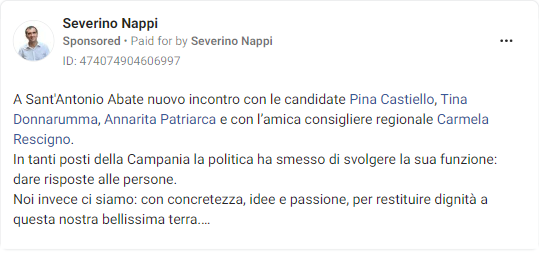 Severino Nappi
Sponsored • Paid for by Severino Nappi
ID: 474074904606997
A Sant'Antonio Abate nuovo incontro con le candidate Pina Castiello, Tina
Donnarumma, Annarita Patriarca e con l’amica consigliere regionale Carmela
Rescigno.
In tanti posti della Campania la politica ha smesso di svolgere la sua funzione:
dare risposte alle persone.
Noi invece ci siamo: con concretezza, idee e passione, per restituire dignità a
questa nostra bellissima terra....